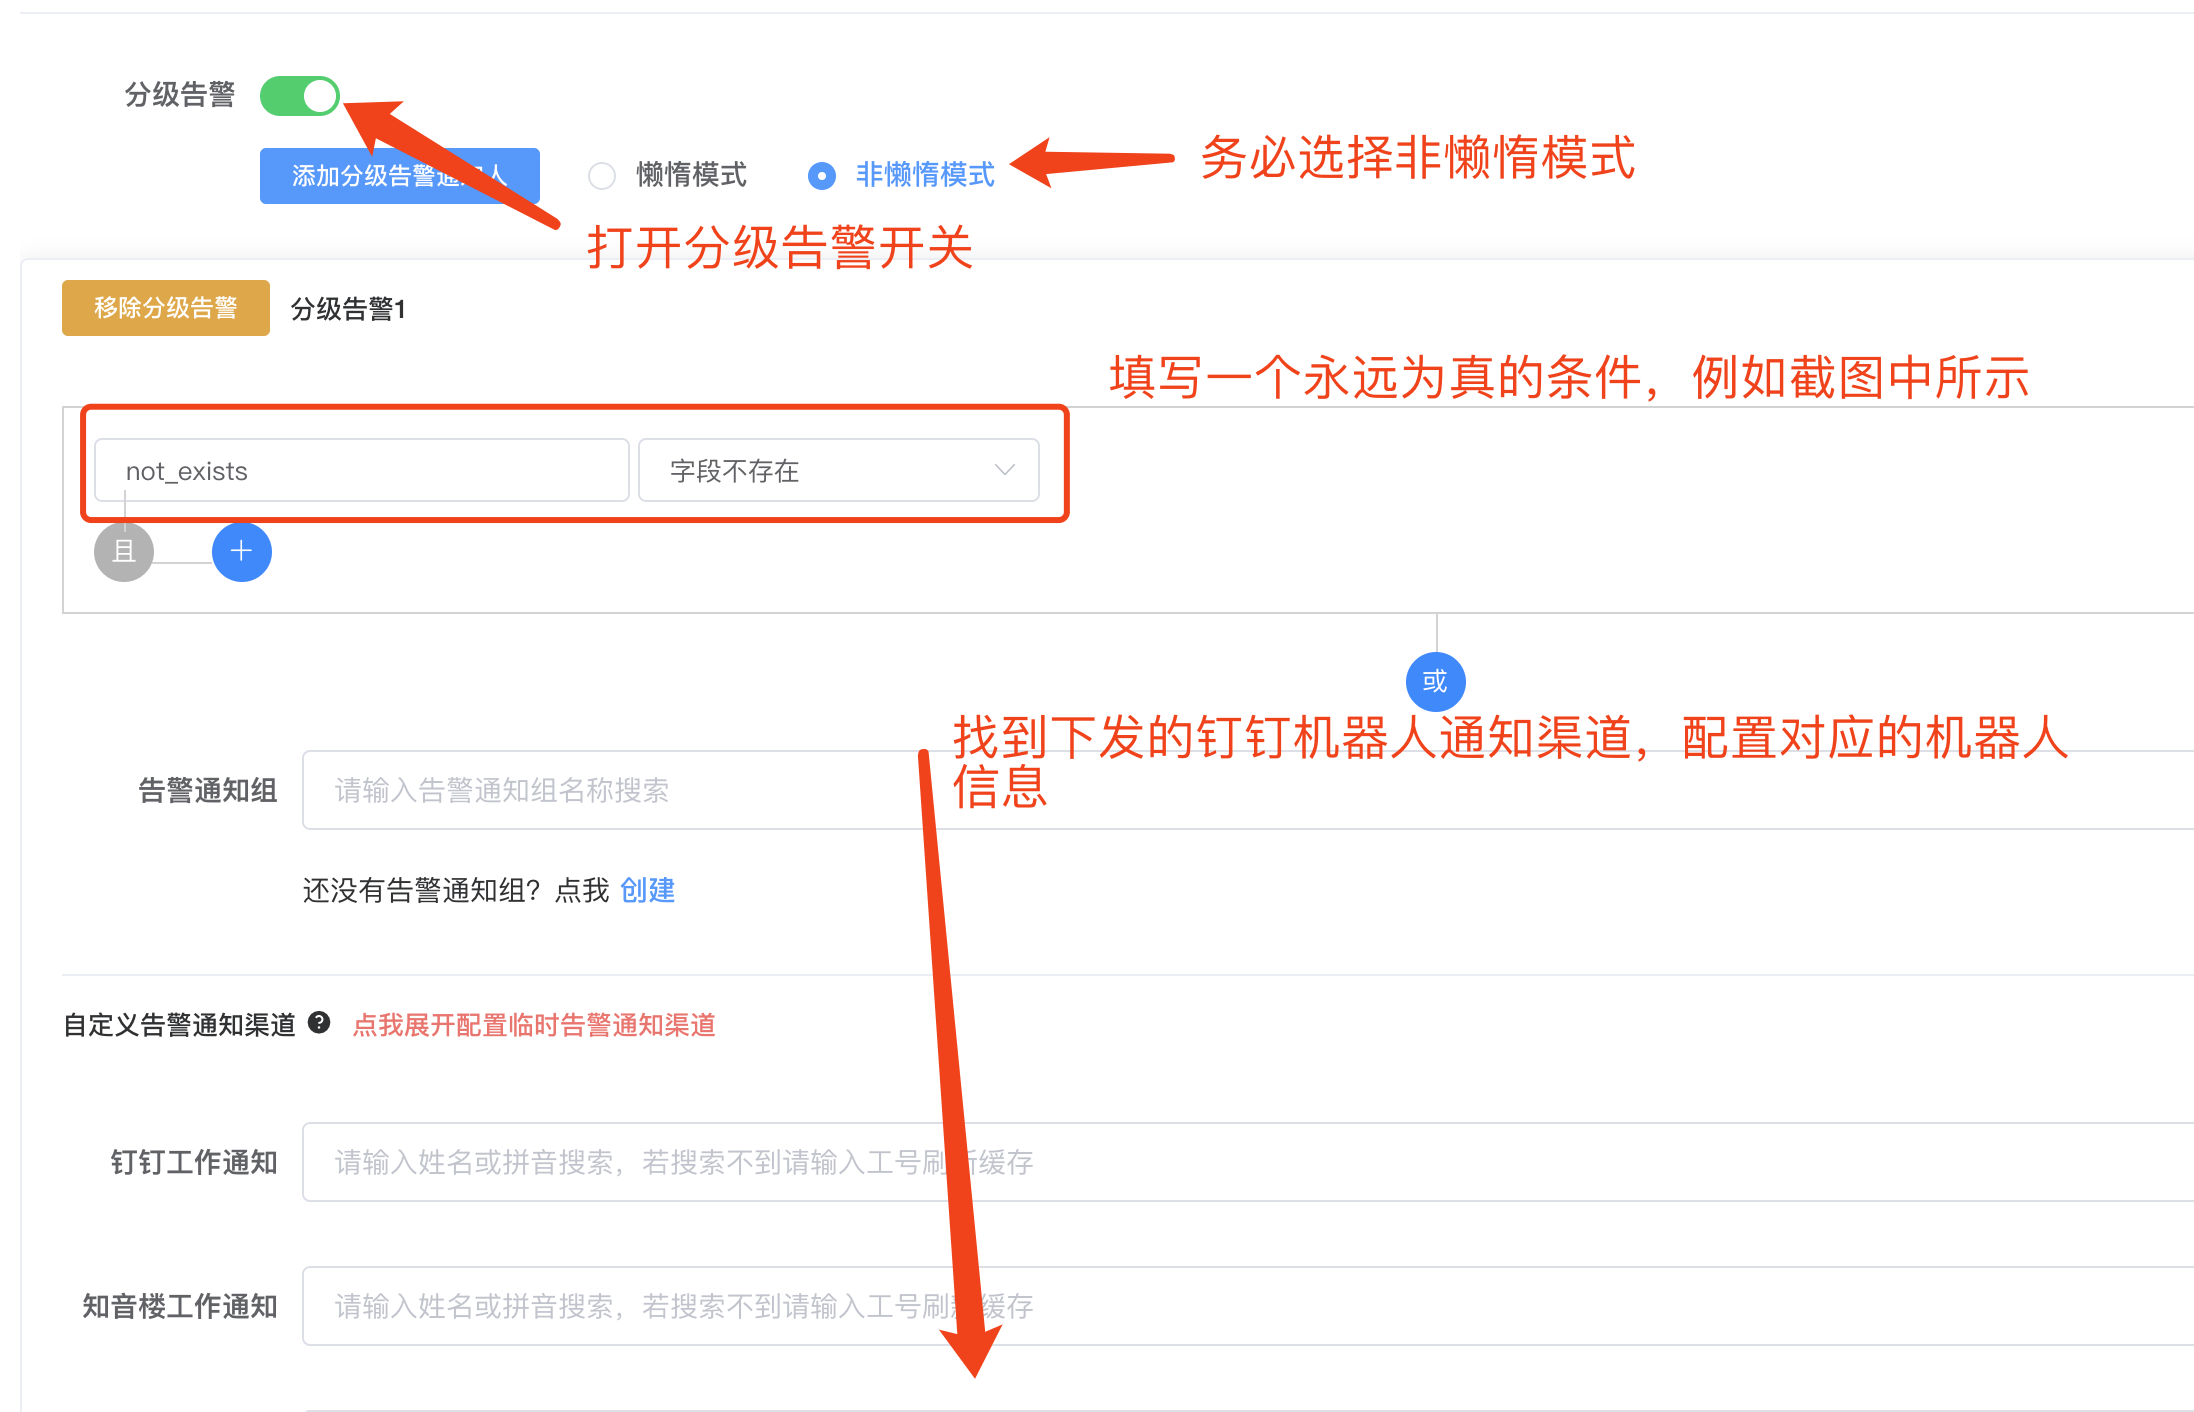 分级告警
添加分级告警通 人
懒惰模式
非懒惰模式
务必选择非懒惰模式
打开分级告警开关
移除分级告警
分级告警1
填写一个永远为真的条件，例如截图中所示
not_exists
字段不存在
且
或
找到下发的钉钉机器人通知渠道，配置对应的机器人
信息
告警通知组
请输入告警通知组名称搜索
还没有告警通知组？点我 创建
自定义告警通知渠道
点我展开配置临时告警通知渠道
钉钉工作通知
请输入姓名或拼音搜索，若搜索不到请输入工号刷新缓存
知音楼工作通知
请输入姓名或拼音搜索，若搜索不到请输入工号刷新缓存